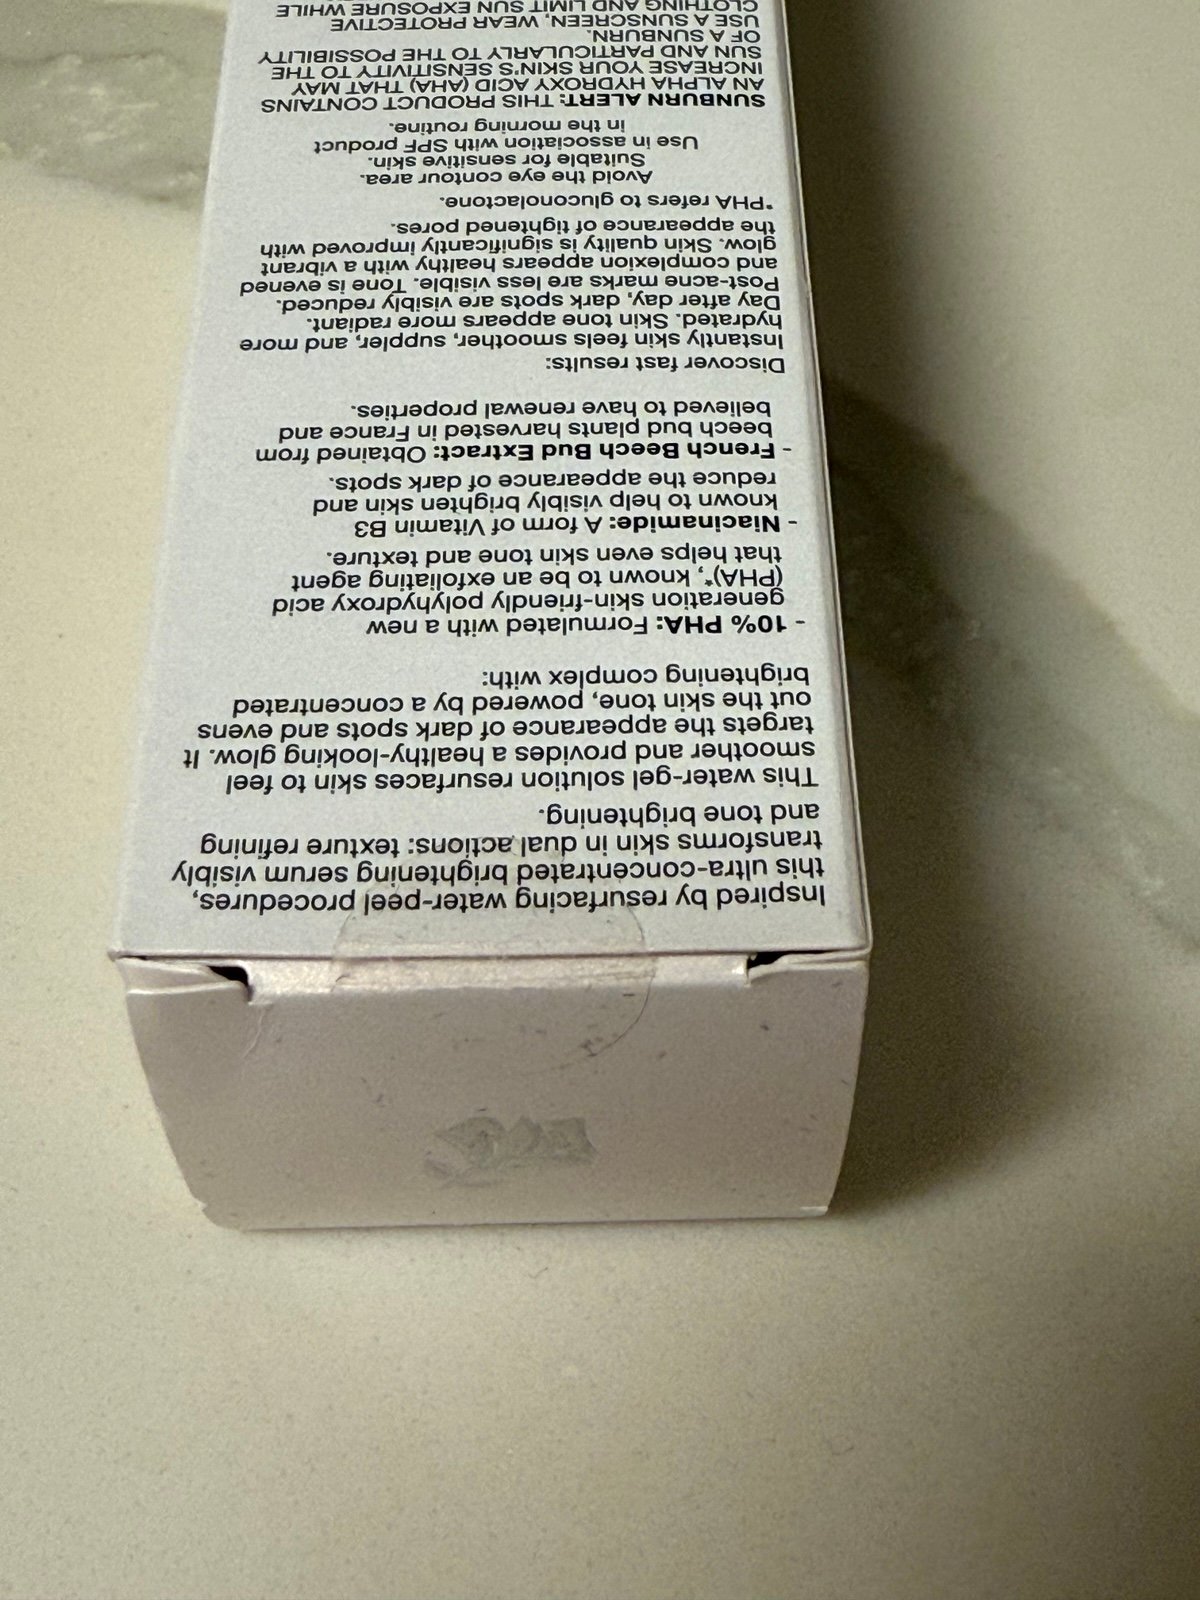 Inspired by resurfacing water-peel procedures,
this ultra-concentrated brightening serum visibly
transforms skin in dual actions: texture refining
and tone brightening.
This water-gel solution resurfaces skin to feel
smoother and provides a healthy-looking glow. It
targets the appearance of dark spots and evens
out the skin tone, powered by a concentrated
brightening complex with:
- 10% PHA: Formulated with a new
generation skin-friendly polyhydroxy acid
(PHA)*, known to be an exfoliating agent
that helps even skin tone and texture.
- Niacinamide: A form of Vitamin B3
known to help visibly brighten skin and
reduce the appearance of dark spots.
- French Beech Bud Extract: Obtained from
beech bud plants harvested in France and
believed to have renewal properties.
Discover fast results:
Instantly skin feels smoother, suppler, and more
hydrated. Skin tone appears more radiant.
Day after day, dark spots are visibly reduced.
Post-acne marks are less visible. Tone is evened
and complexion appears healthy with a vibrant
glow. Skin quality is significantly improved with
the appearance of tightened pores.
*PHA refers to gluconolactone.
Avoid the eye contour area.
Suitable for sensitive skin.
Use in association with SPF product
in the morning routine.
SUNBURN ALERT: THIS PRODUCT CONTAINS
AN ALPHA HYDROXY ACID (AHA) THAT MAY
INCREASE YOUR SKIN'S SENSITIVITY TO THE
SUN AND PARTICULARLY TO THE POSSIBILITY
OF A SUNBURN.
USE A SUNSCREEN, WEAR PROTECTIVE
CLOTHING AND LIMIT SUN EXPOSURE WHILE